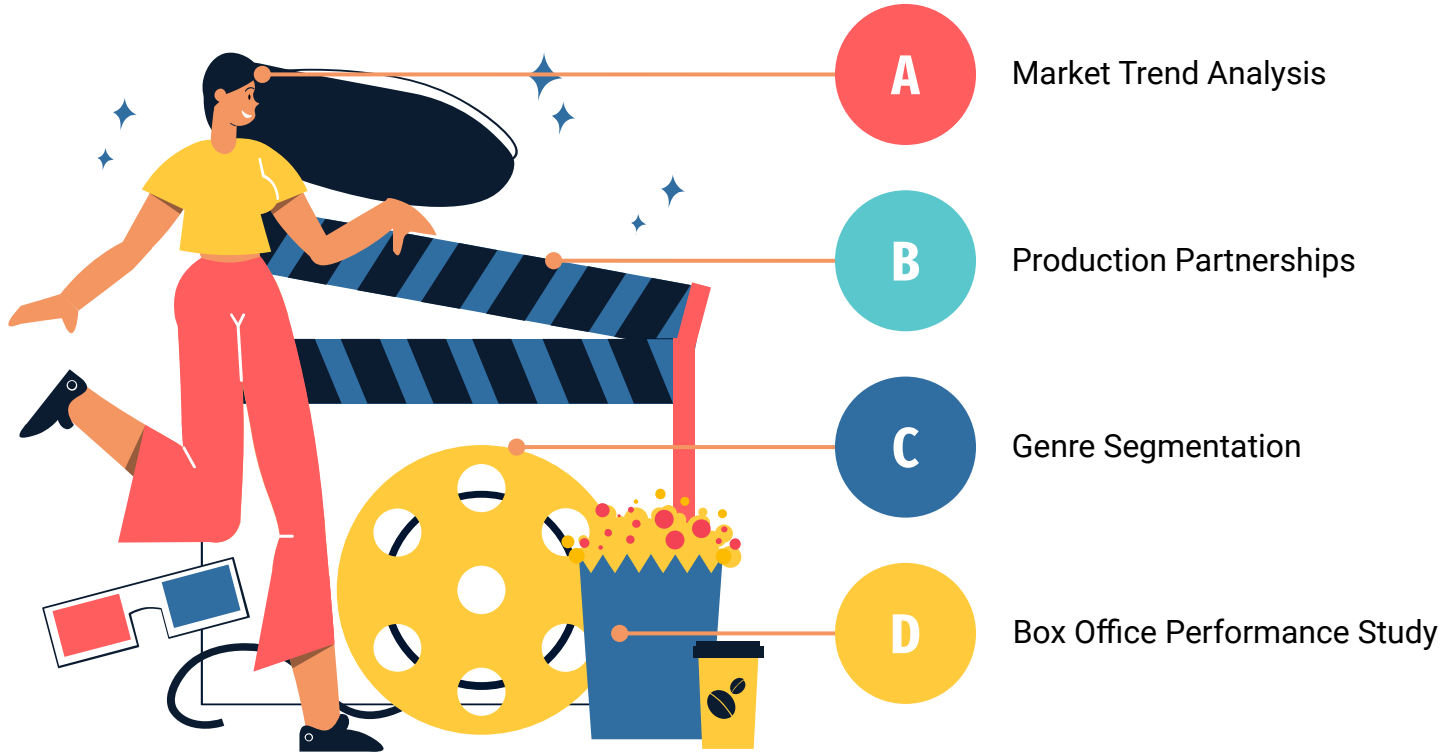 A
Market Trend Analysis
B
Production Partnerships
C
Genre Segmentation
D
Box Office Performance Study